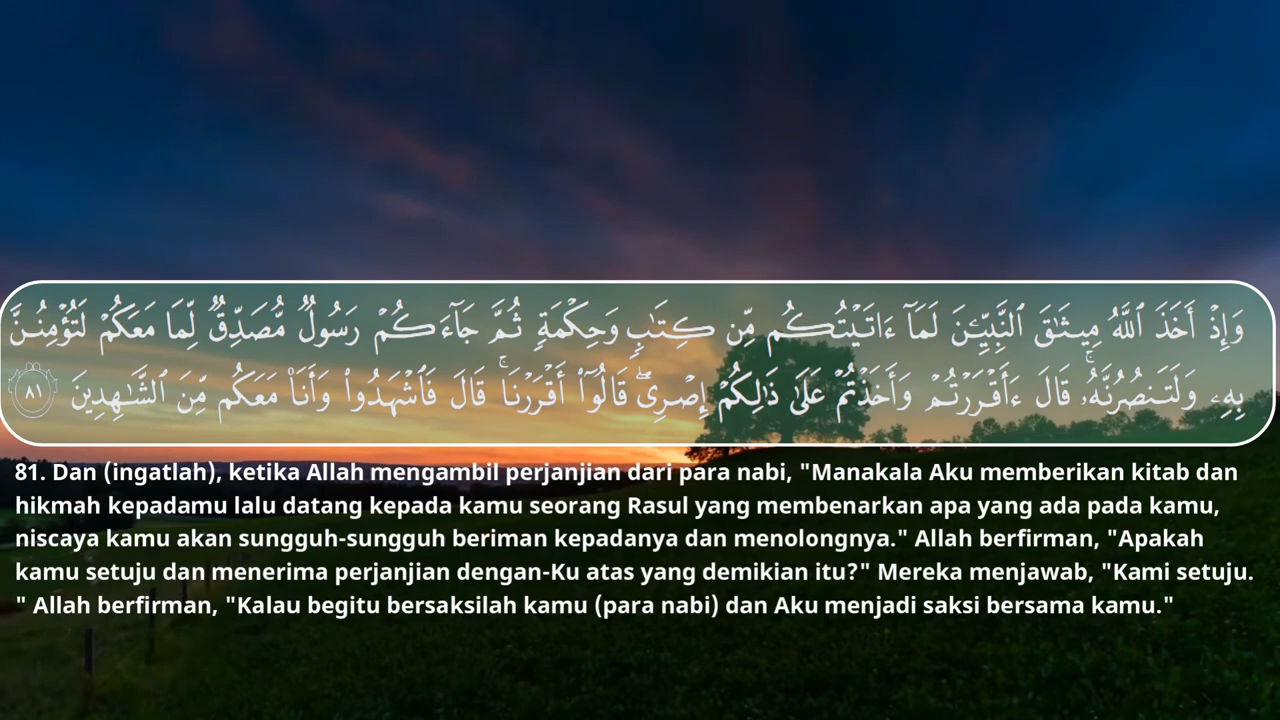 وَإِذْ أَخَذَ ٱللَّهُ مِيثَـٰقَ ٱلنَّبِيِّـۧنَ لَمَآ ءَاتَيْتُكُم مِّن كِتَـٰبٍ وَحِكْمَةٍ ثُمَّ جَآءَكُمْ رَسُولٌ مُّصَدِّقٌ لِّمَا مَعَكُمْ لَتُؤْمِنُنَّ
بِهِۦ وَلَتَنصُرُنَّهُۥ ۚ قَالَ ءَأَقْرَرْتُمْ وَأَخَذْتُمْ عَلَىٰ ذَٰلِكُمْ إِصْرِى ۖ قَالُوٓا۟ أَقْرَرْنَا ۚ قَالَ فَٱشْهَدُوا۟ وَأَنَا۠ مَعَكُم مِّنَ ٱلشَّـٰهِدِينَ ٨١
81. Dan (ingatlah), ketika Allah mengambil perjanjian dari para nabi, "Manakala Aku memberikan kitab dan
hikmah kepadamu lalu datang kepada kamu seorang Rasul yang membenarkan apa yang ada pada kamu,
niscaya kamu akan sungguh-sungguh beriman kepadanya dan menolongnya." Allah berfirman, "Apakah
kamu setuju dan menerima perjanjian dengan-Ku atas yang demikian itu?" Mereka menjawab, "Kami setuju.
" Allah berfirman, "Kalau begitu bersaksilah kamu (para nabi) dan Aku menjadi saksi bersama kamu."